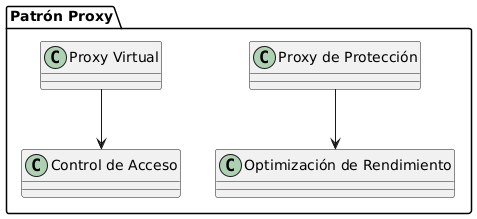 Patrón Proxy
C Proxy Virtual
C Proxy de Protección
C Control de Acceso
C Optimización de Rendimiento